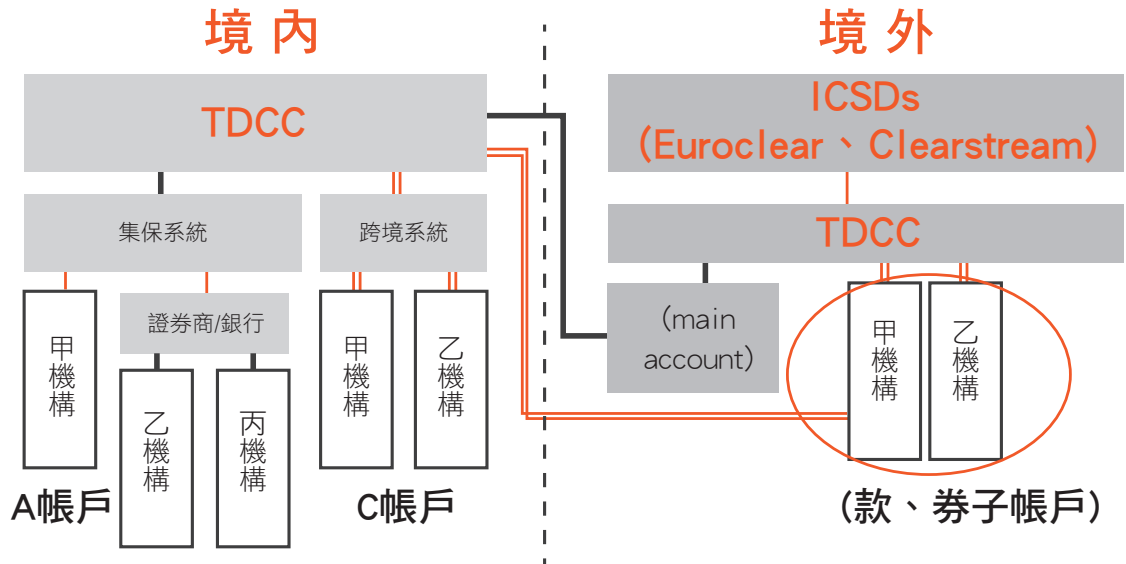 境內
境外
TDCC
ICSDs
(Euroclear、Clearstream)
集保系統
跨境系統
TDCC
證券商/銀行
(main
account)
甲機構
乙機構
丙機構
甲機構
乙機構
甲機構
乙機構
A帳戶
C帳戶
(款、券子帳戶)